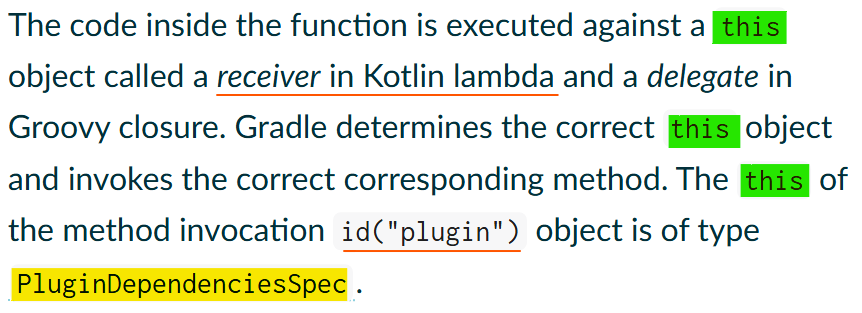 The code inside the function is executed against a this
object called a receiver in Kotlin lambda and a delegate in
Groovy closure. Gradle determines the correct this object
and invokes the correct corresponding method. The this of
the method invocation id("plugin") object is of type
PluginDependenciesSpec .